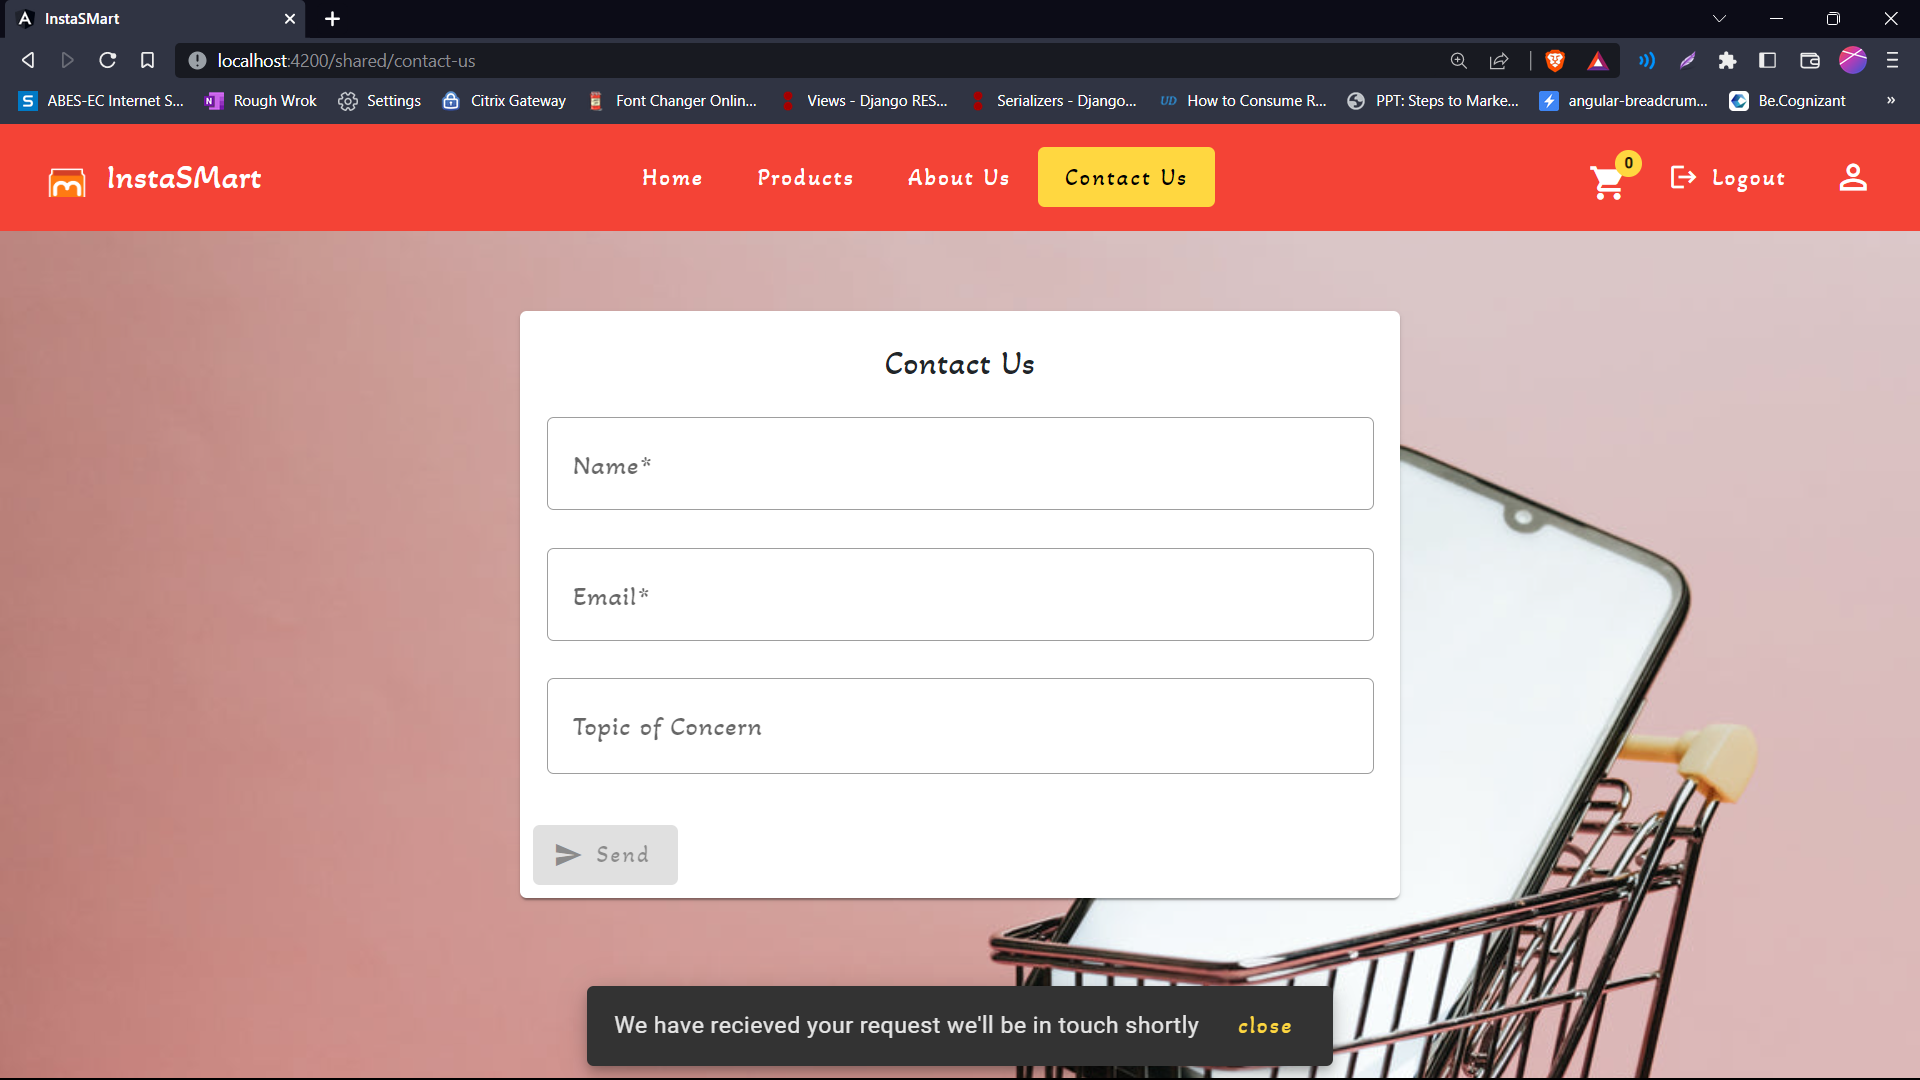 InstaSMart
localhost:4200/shared/contact-us
ABES-EC Internet S... Rough Wrok Settings Citrix Gateway Font Changer Onlin... Views - Django RES... Serializers - Django... UD How to Consume R... PPT: Steps to Marke... angular-breadcrum... Be.Cognizant »
InstaSMart Home Products About Us Contact Us 0 Logout
Contact Us
Name*
Email*
Topic of Concern
Send
We have recieved your request we'll be in touch shortly close